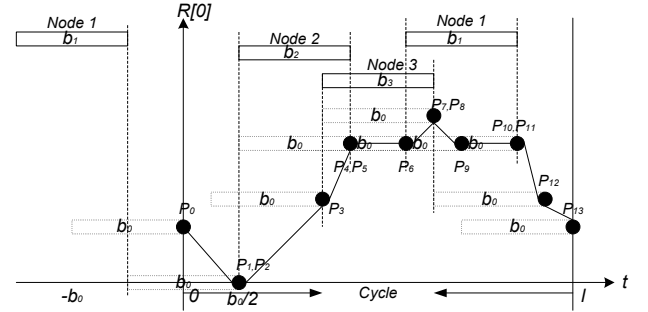 R[0]
Node 1 Node 2 Node 1
b₁ b₂ b₁
Node 3
b₃
b₀ P₇,P₈
b₀ b₀ b₀ b₀ P₁₀,P₁₁
P₄,P₅ P₆ P₉
b₀ P₃ b₀ P₁₂
b₀ P₀ b₀ P₁₃
P₁,P₂
b₀
t
-b₀ 0 b₀/2 Cycle I